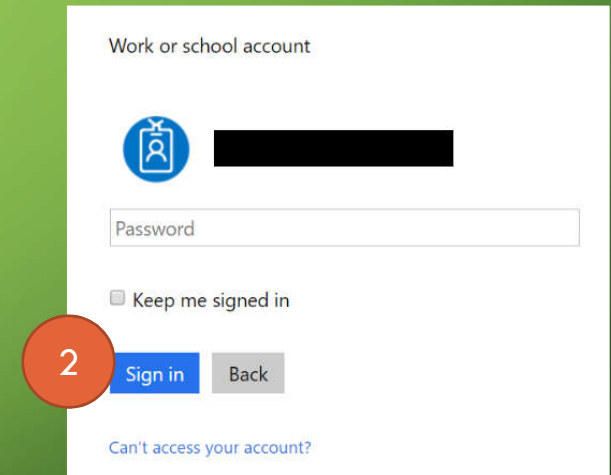 Work or school account
Password
Keep me signed in
2
Sign in Back
Can't access your account?